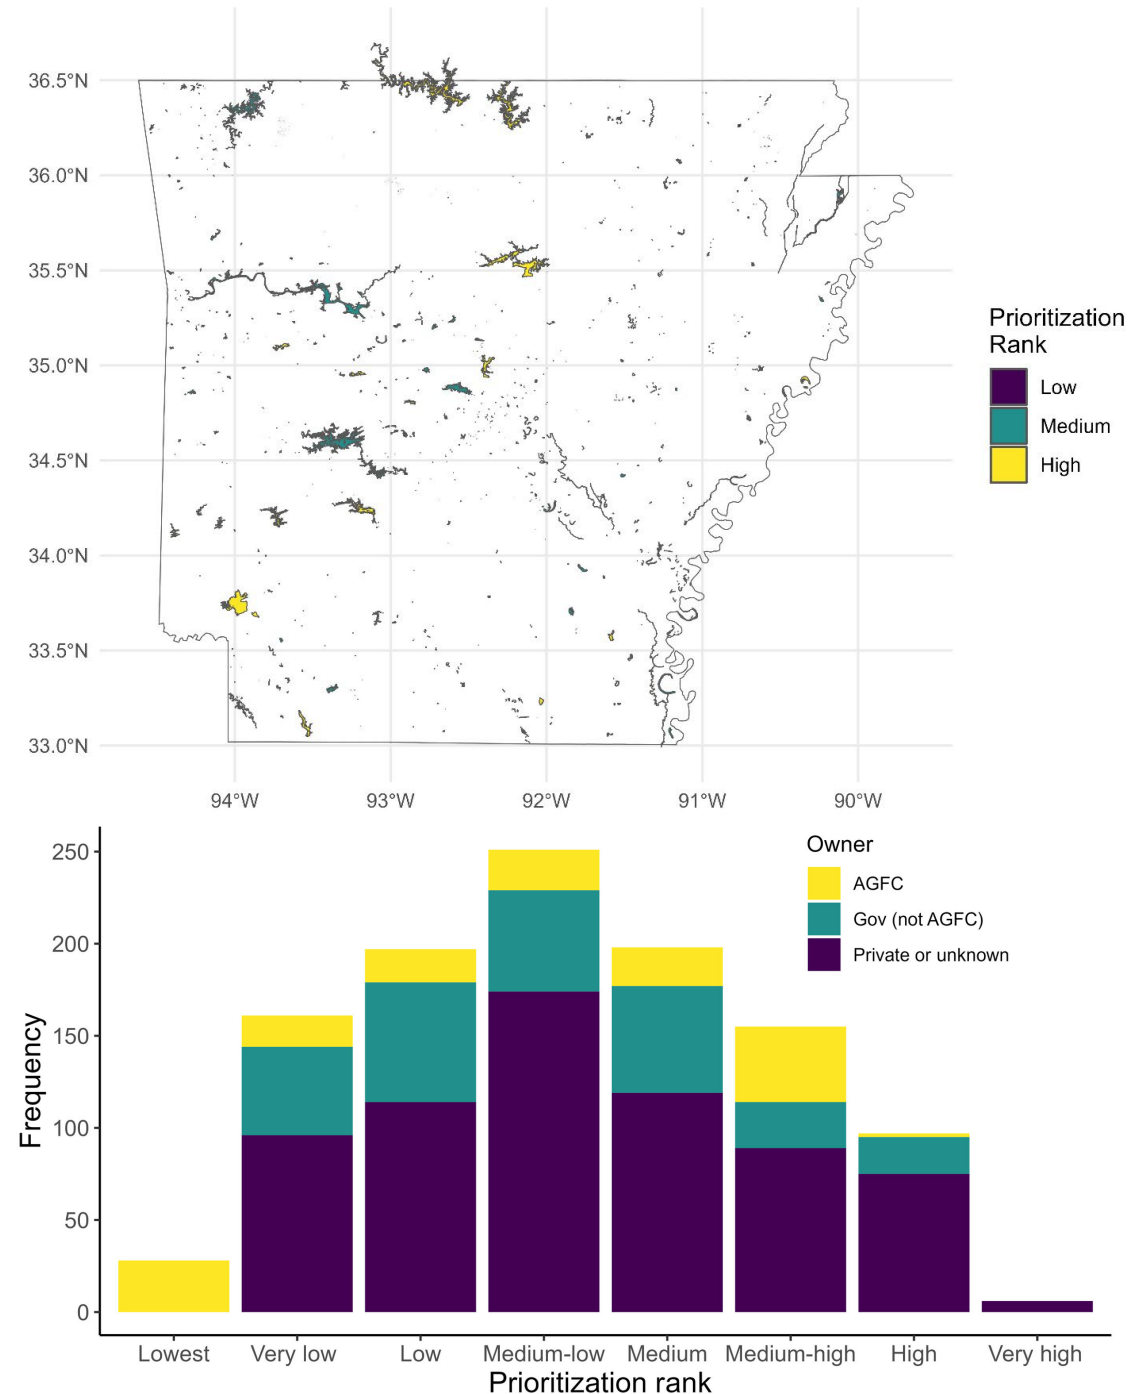 36.5°N
36.0°N
35.5°N
35.0°N
34.5°N
34.0°N
33.5°N
33.0°N
94°W 93°W 92°W 91°W 90°W
Prioritization
Rank
Low
Medium
High
Owner
AGFC
Gov (not AGFC)
Private or unknown
Frequency
250
200
150
100
50
0
Lowest Very low Low Medium-low Medium Medium-high High Very high
Prioritization rank